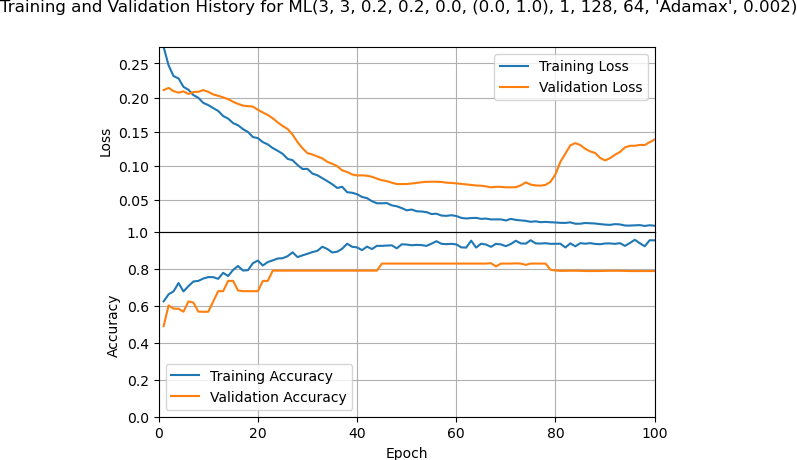 Training and Validation History for ML(3, 3, 0.2, 0.2, 0.0, (0.0, 1.0), 1, 128, 64, 'Adamax', 0.002)
0.25
0.20
0.15
0.10
0.05
Loss
Training Loss
Validation Loss
1.0
0.8
0.6
0.4
0.2
0.0
Accuracy
Training Accuracy
Validation Accuracy
0 20 40 60 80 100
Epoch